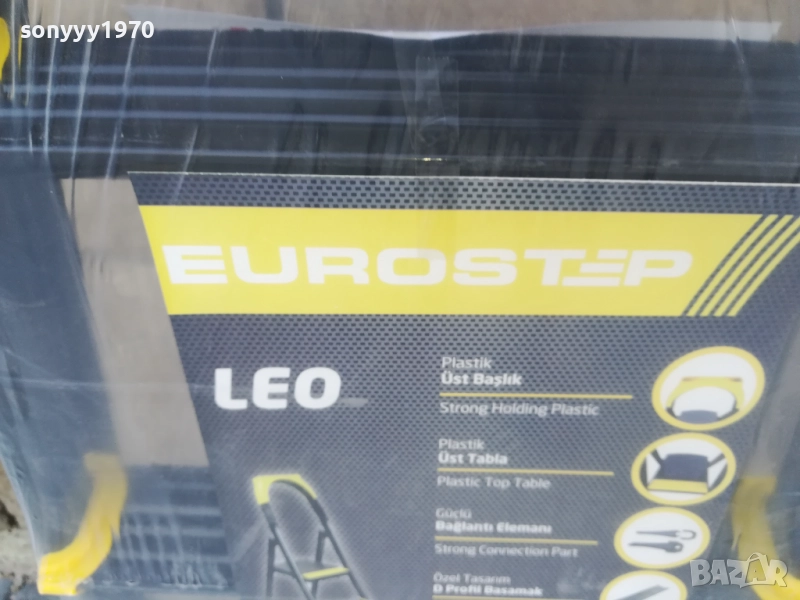 sonyyy1970
EUROSTEP
LEO
Plastik
Üst Başlık
Strong Holding Plastic
Plastik
Üst Tabla
Plastic Top Table
Güçlü
Bağlantı Elemanı
Strong Connection Part
Özel Tasarım
D Profil Basamak
BAZAR